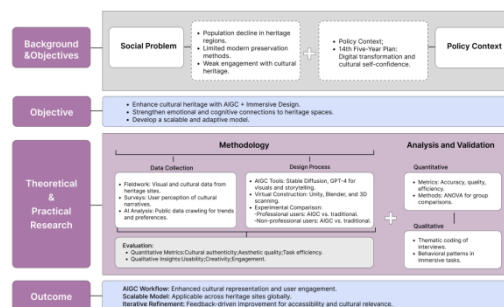 Background
&Objectives
Social Problem
• Population decline in heritage
regions.
• Limited modern preservation
methods.
• Weak engagement with cultural
heritage.
• Policy Context;
• 14th Five-Year Plan:
Digital transformation and
cultural self-confidence.
Policy Context
Objective
• Enhance cultural heritage with AIGC + Immersive Design.
• Strengthen emotional and cognitive connections to heritage spaces.
• Develop a scalable and adaptive model.
Theoretical
&
Practical
Research
Methodology
Data Collection
• Fieldwork: Visual and cultural data from
heritage sites.
• Surveys: User perception of cultural
narratives.
• AI Analysis: Public data crawling for trends
and preferences.
Design Process
• AIGC Tools: Stable Diffusion, GPT-4 for
visuals and storytelling.
• Virtual Construction: Unity, Blender, and 3D
scanning.
• Experimental Comparison:
-Professional users: AIGC vs. traditional.
-Non-professional users: AIGC vs. traditional.
Evaluation:
• Quantitative Metrics:Cultural authenticity;Aesthetic quality;Task efficiency.
• Qualitative Insights:Usability;Creativity;Engagement.
Analysis and Validation
Quantitative
• Metrics: Accuracy, quality,
efficiency.
• Methods: ANOVA for group
comparisons.
Qualitative
• Thematic coding of
interviews.
• Behavioral patterns in
immersive tasks.
Outcome
AIGC Workflow: Enhanced cultural representation and user engagement.
Scalable Model: Applicable across heritage sites globally.
Iterative Refinement: Feedback-driven improvement for accessibility and cultural relevance.